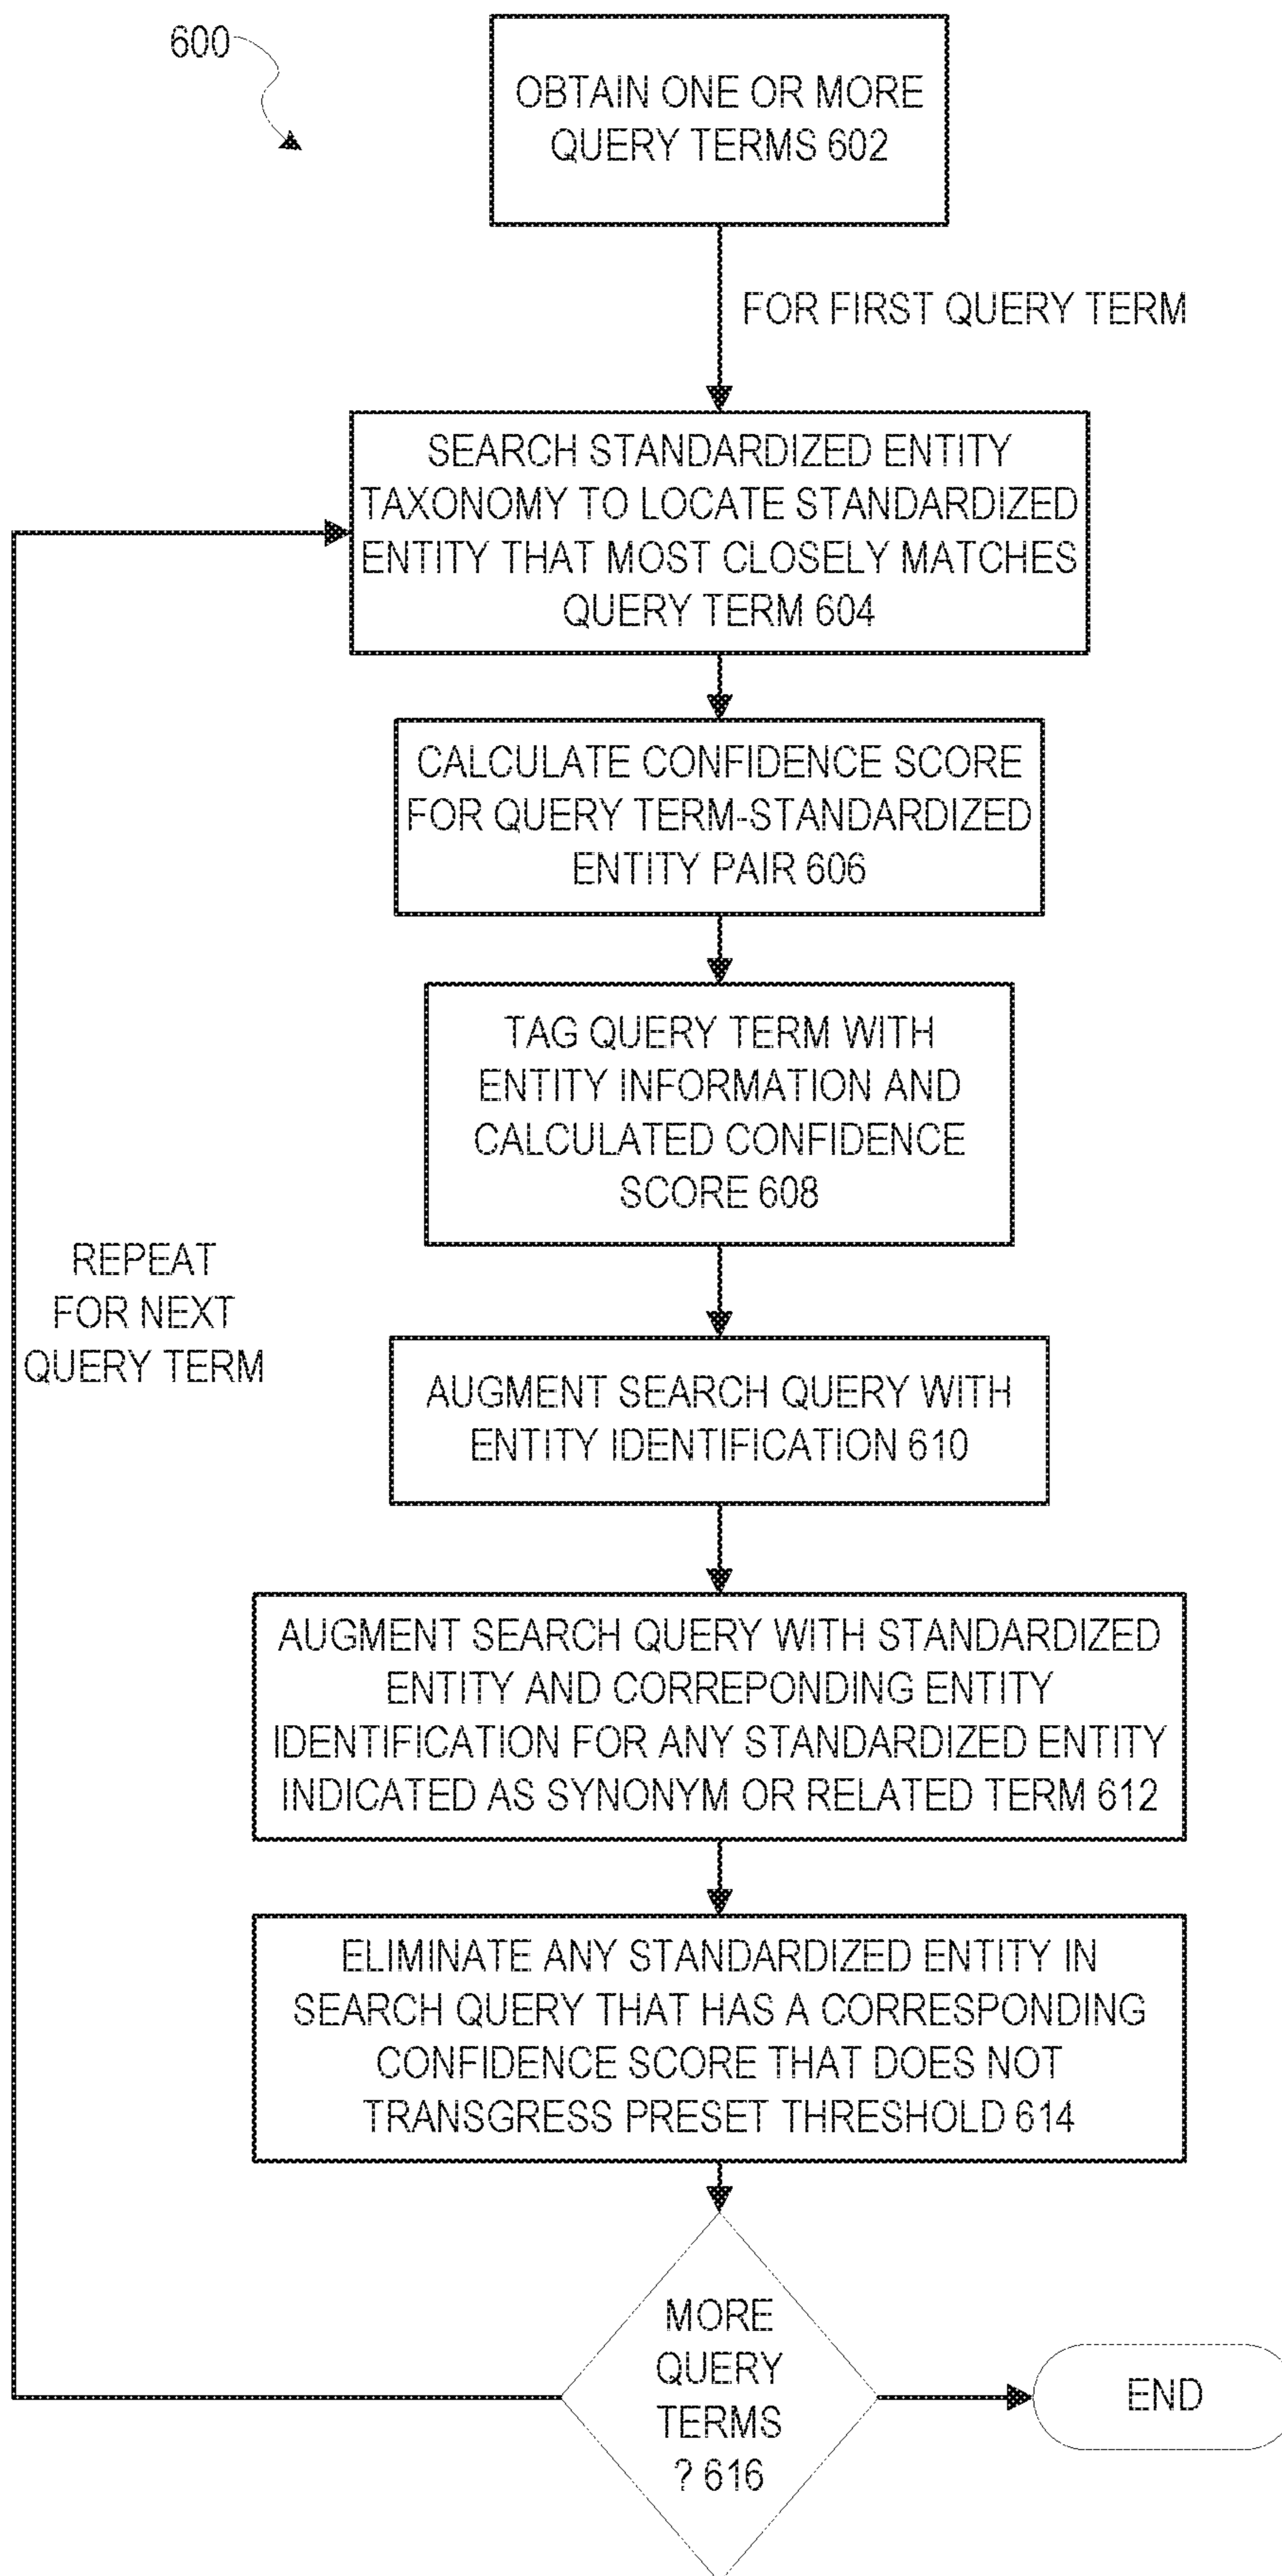 600
OBTAIN ONE OR MORE
QUERY TERMS 602
FOR FIRST QUERY TERM
SEARCH STANDARDIZED ENTITY
TAXONOMY TO LOCATE STANDARDIZED
ENTITY THAT MOST CLOSELY MATCHES
QUERY TERM 604
CALCULATE CONFIDENCE SCORE
FOR QUERY TERM-STANDARDIZED
ENTITY PAIR 606
TAG QUERY TERM WITH
ENTITY INFORMATION AND
CALCULATED CONFIDENCE
SCORE 608
REPEAT
FOR NEXT
QUERY TERM
AUGMENT SEARCH QUERY WITH
ENTITY IDENTIFICATION 610
AUGMENT SEARCH QUERY WITH STANDARDIZED
ENTITY AND CORREPONDING ENTITY
IDENTIFICATION FOR ANY STANDARDIZED ENTITY
INDICATED AS SYNONYM OR RELATED TERM 612
ELIMINATE ANY STANDARDIZED ENTITY IN
SEARCH QUERY THAT HAS A CORRESPONDING
CONFIDENCE SCORE THAT DOES NOT
TRANSGRESS PRESET THRESHOLD 614
MORE
QUERY
TERMS
? 616
END